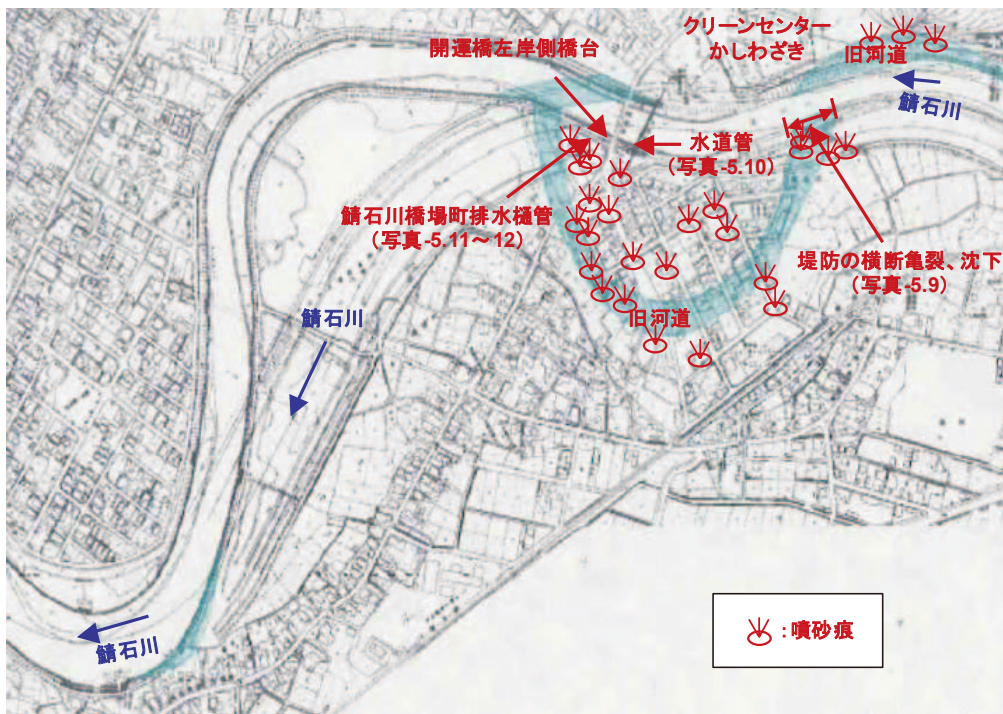 クリーンセンター
かしわざき
旧河道
開運橋左岸側橋台
鯖石川
水道管
(写真-5.10)
鯖石川橋場町排水樋管
(写真-5.11～12)
堤防の横断亀裂、沈下
(写真-5.9)
鯖石川
旧河道
鯖石川
:噴砂痕